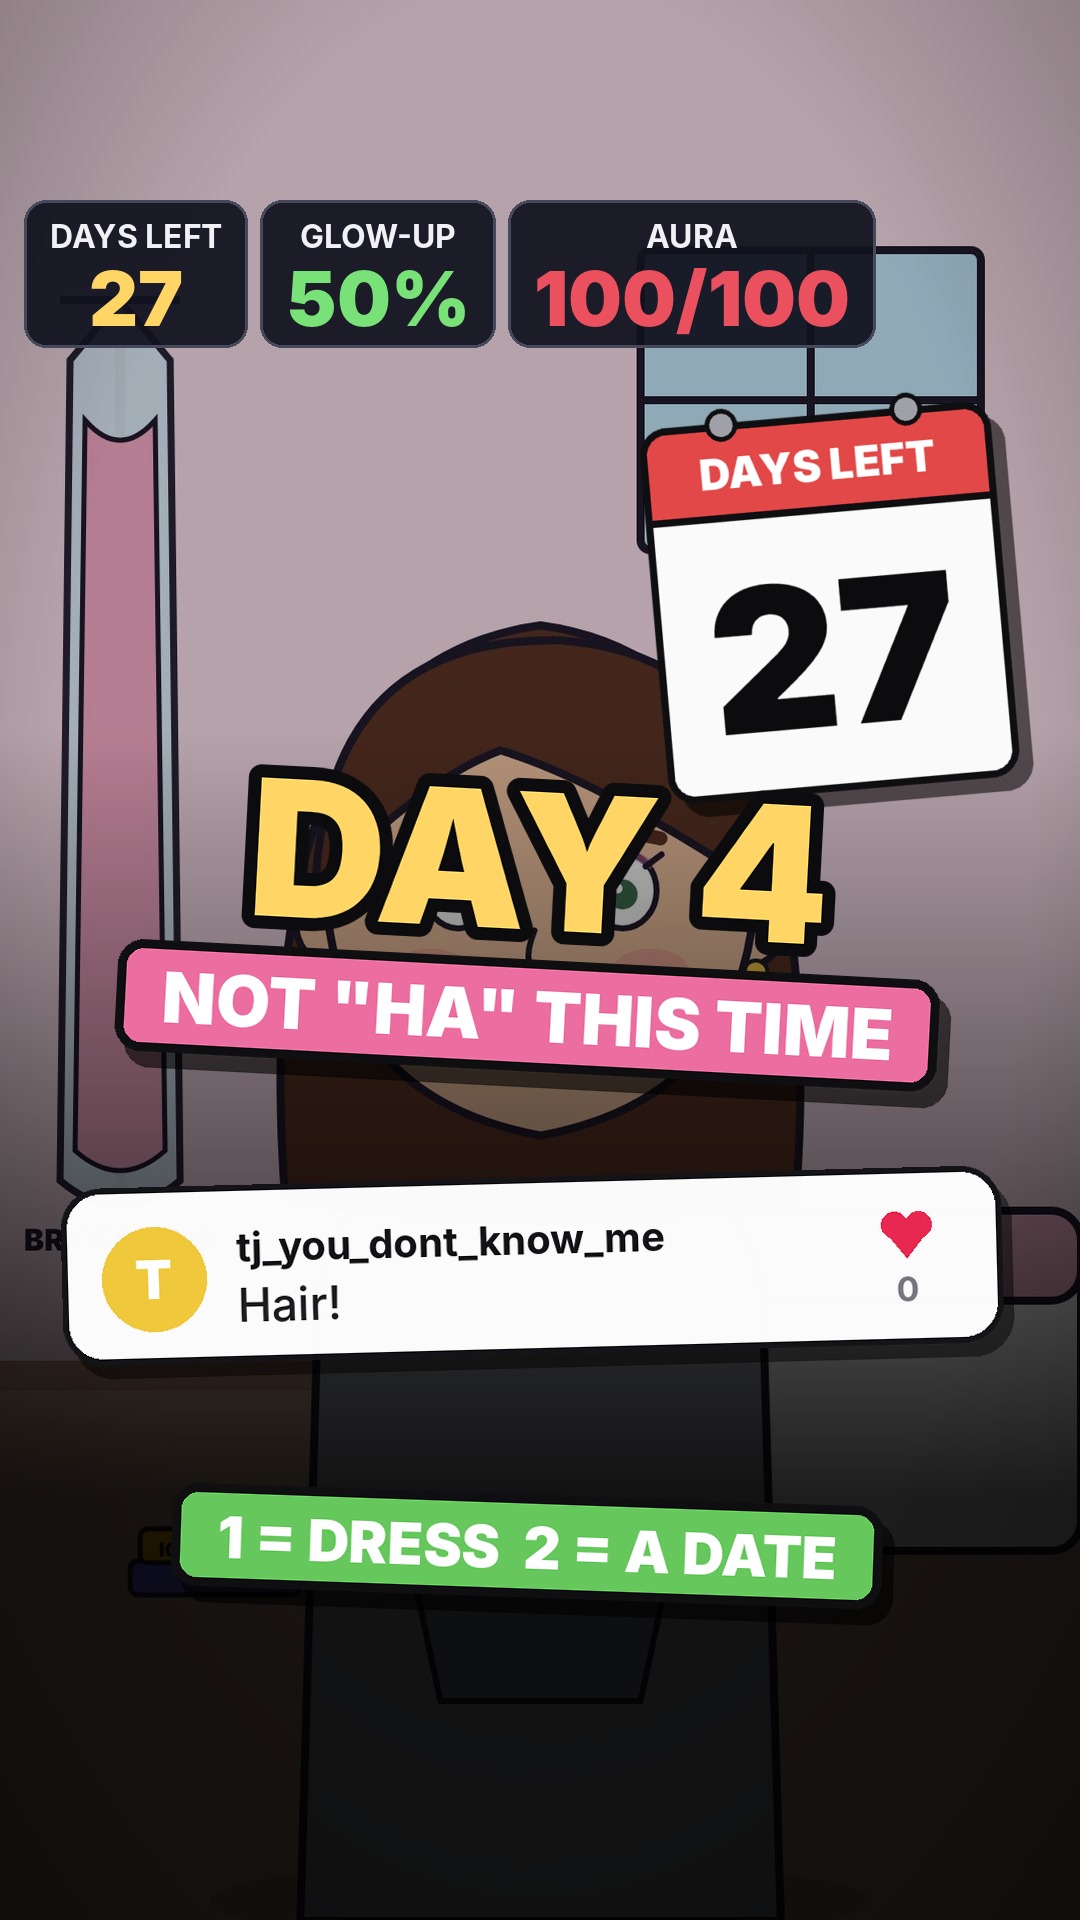 DAYS LEFT
27
GLOW-UP
50%
AURA
100/100
DAYS LEFT
27
DAY 4
NOT "HA" THIS TIME
tj_you_dont_know_me
Hair!
0
T
1 = DRESS 2 = A DATE